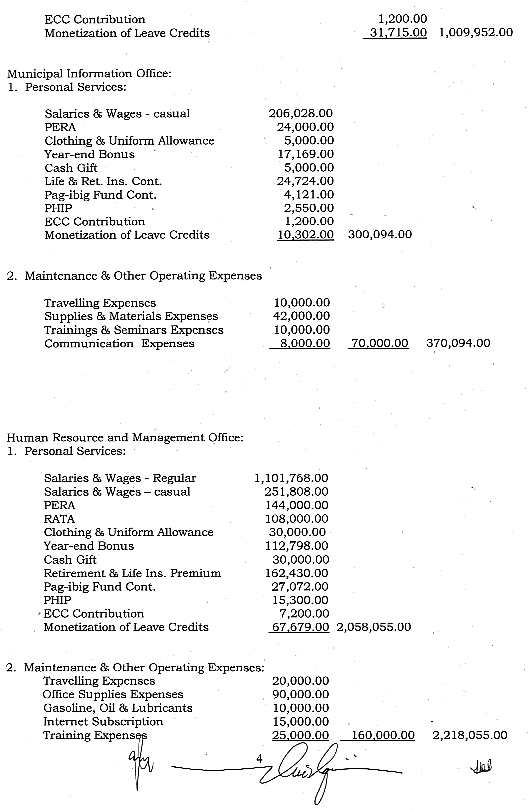 ECC Contribution 1,200.00
Monetization of Leave Credits 31,715.00 1,009,952.00
Municipal Information Office:
1. Personal Services:
Salaries & Wages - casual 206,028.00
PERA 24,000.00
Clothing & Uniform Allowance 5,000.00
Year-end Bonus 17,169.00
Cash Gift 5,000.00
Life & Ret. Ins. Cont. 24,724.00
Pag-ibig Fund Cont. 4,121.00
PHIP 2,550.00
ECC Contribution 1,200.00
Monetization of Leave Credits 10,302.00 300,094.00
2. Maintenance & Other Operating Expenses
Travelling Expenses 10,000.00
Supplies & Materials Expenses 42,000.00
Trainings & Seminars Expenses 10,000.00
Communication Expenses 8,000.00 70,000.00 370,094.00
Human Resource and Management Office:
1. Personal Services:
Salaries & Wages - Regular 1,101,768.00
Salaries & Wages – casual 251,808.00
PERA 144,000.00
RATA 108,000.00
Clothing & Uniform Allowance 30,000.00
Year-end Bonus 112,798.00
Cash Gift 30,000.00
Retirement & Life Ins. Premium 162,430.00
Pag-ibig Fund Cont. 27,072.00
PHIP 15,300.00
ECC Contribution 7,200.00
Monetization of Leave Credits 67,679.00 2,058,055.00
2. Maintenance & Other Operating Expenses:
Travelling Expenses 20,000.00
Office Supplies Expenses 90,000.00
Gasoline, Oil & Lubricants 10,000.00
Internet Subscription 15,000.00
Training Expenses 25,000.00 160,000.00 2,218,055.00
4